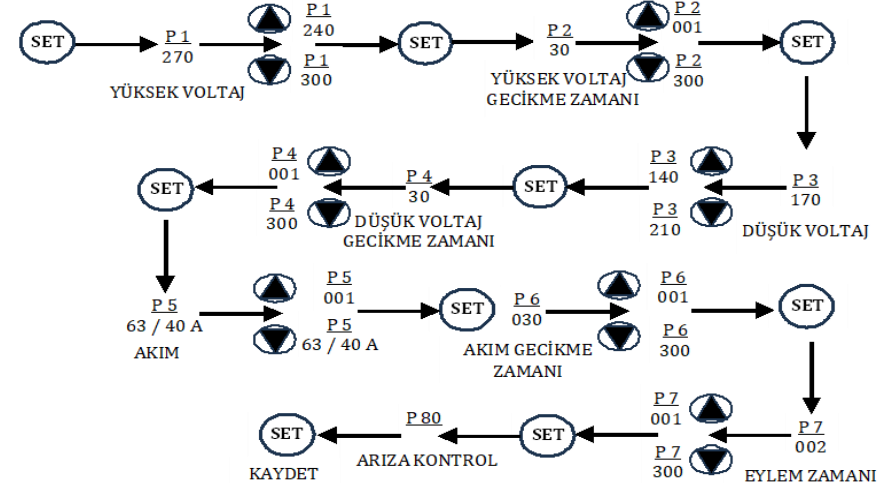 SET
P 1
270
YÜKSEK VOLTAJ
P 1
240
P 1
300
SET
P 2
30
YÜKSEK VOLTAJ
GECİKME ZAMANI
P 2
001
P 2
300
SET
P 3
170
DÜŞÜK VOLTAJ
P 3
140
P 3
210
SET
P 4
30
DÜŞÜK VOLTAJ
GECİKME ZAMANI
P 4
001
P 4
300
SET
P 5
63 / 40 A
AKIM
P 5
001
P 5
63 / 40 A
SET
P 6
030
AKIM GECİKME
ZAMANI
P 6
001
P 6
300
SET
P 7
002
EYLEM ZAMANI
P 7
001
P 7
300
SET
P 80
ARIZA KONTROL
SET
KAYDET